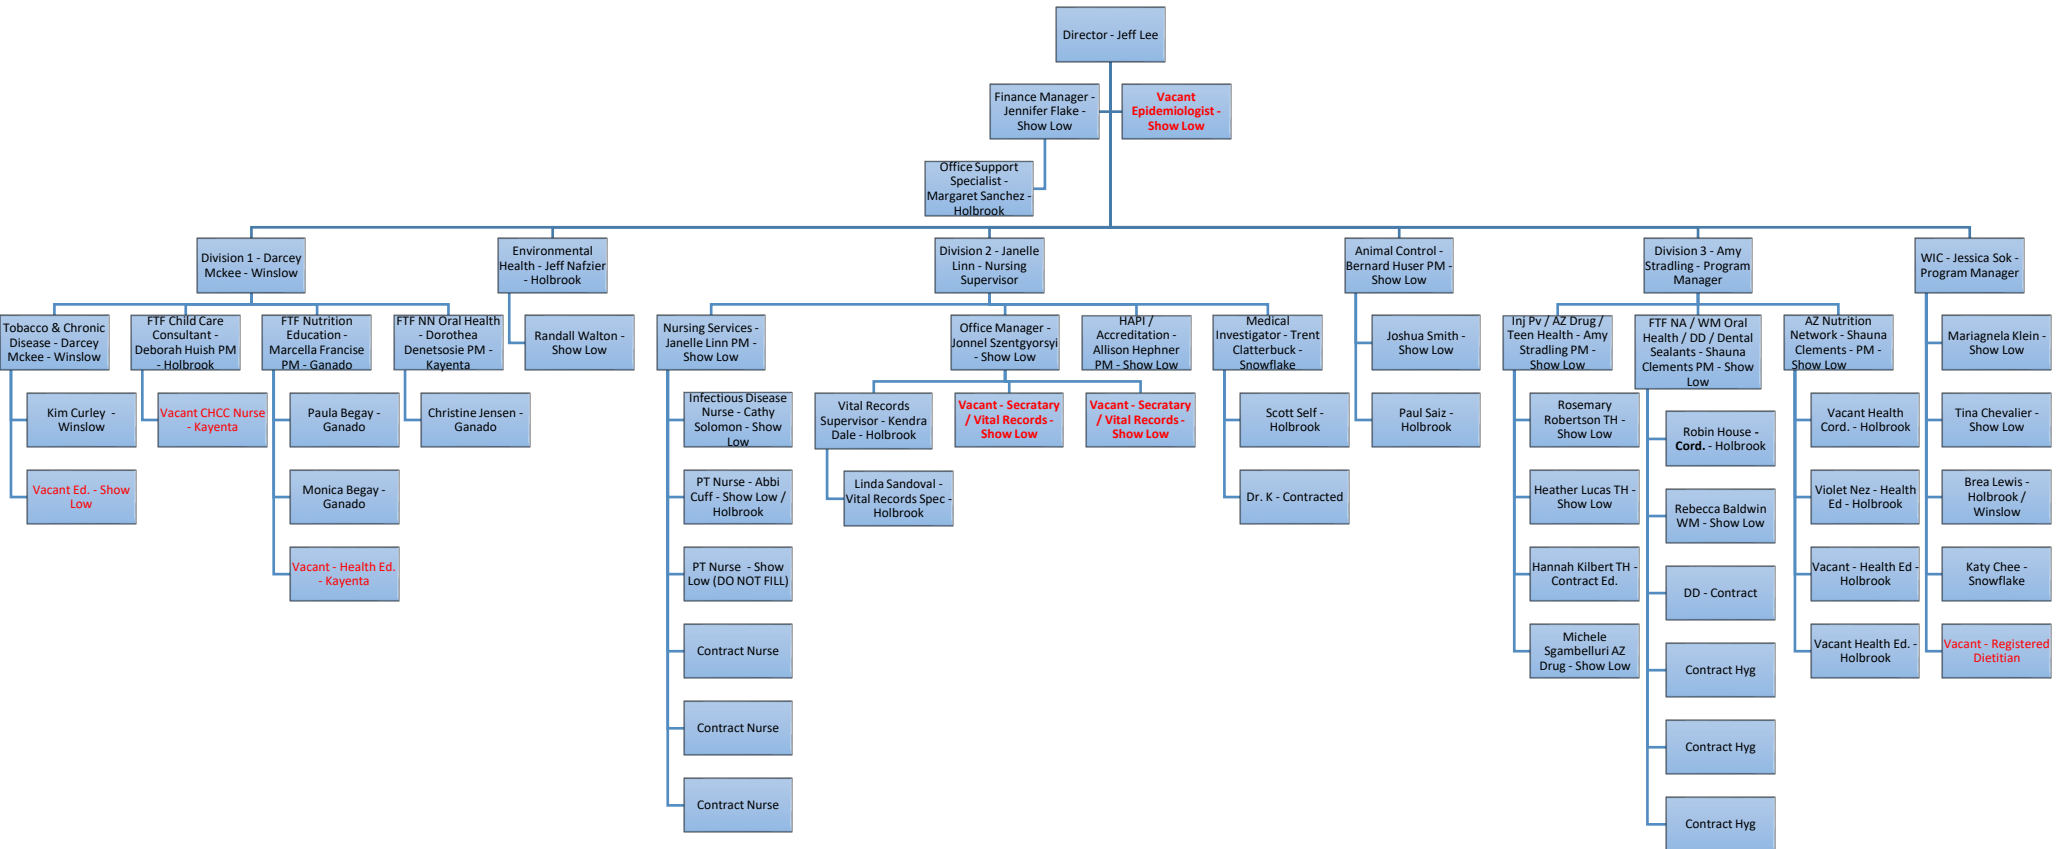 Director - Jeff Lee
Finance Manager -
Jennifer Flake -
Show Low
Vacant
Epidemiologist -
Show Low
Office Support
Specialist -
Margaret Sanchez -
Holbrook
Division 1 - Darcey
Mckee - Winslow
Environmental
Health - Jeff Nafzier
- Holbrook
Division 2 - Janelle
Linn - Nursing
Supervisor
Animal Control -
Bernard Huser PM -
Show Low
Division 3 - Amy
Stradling - Program
Manager
WIC - Jessica Sok -
Program Manager
Tobacco & Chronic
Disease - Darcey
Mckee - Winslow
FTF Child Care
Consultant -
Deborah Huish PM
- Holbrook
FTF Nutrition
Education -
Marcella Francise
PM - Ganado
FTF NN Oral Health
- Dorothea
Denetsosie PM -
Kayenta
Randall Walton -
Show Low
Nursing Services -
Janelle Linn PM -
Show Low
Office Manager -
Jonnel Szentgyorsyi
- Show Low
HAPI /
Accreditation -
Allison Hephner
PM - Show Low
Medical
Investigator - Trent
Clatterbuck -
Snowflake
Joshua Smith -
Show Low
Inj Pv / AZ Drug /
Teen Health - Amy
Stradling PM -
Show Low
FTF NA / WM Oral
Health / DD / Dental
Sealants - Shauna
Clements PM - Show
Low
AZ Nutrition
Network - Shauna
Clements - PM -
Show Low
Mariagnela Klein -
Show Low
Kim Curley -
Winslow
Vacant CHCC Nurse
- Kayenta
Paula Begay -
Ganado
Christine Jensen -
Ganado
Infectious Disease
Nurse - Cathy
Solomon - Show
Low
Vital Records
Supervisor - Kendra
Dale - Holbrook
Vacant - Secratary
/ Vital Records -
Show Low
Vacant - Secratary
/ Vital Records -
Show Low
Scott Self -
Holbrook
Paul Saiz -
Holbrook
Rosemary
Robertson TH -
Show Low
Robin House -
Cord. - Holbrook
Vacant Health
Cord. - Holbrook
Tina Chevalier -
Show Low
Vacant Ed. - Show
Low
Monica Begay -
Ganado
PT Nurse - Abbi
Cuff - Show Low /
Holbrook
Linda Sandoval -
Vital Records Spec -
Holbrook
Dr. K - Contracted
Heather Lucas TH -
Show Low
Rebecca Baldwin
WM - Show Low
Violet Nez - Health
Ed - Holbrook
Brea Lewis -
Holbrook /
Winslow
Vacant - Health Ed.
- Kayenta
PT Nurse - Show
Low (DO NOT FILL)
Hannah Kilbert TH -
Contract Ed.
DD - Contract
Vacant - Health Ed -
Holbrook
Katy Chee -
Snowflake
Contract Nurse
Michele
Sgambelluri AZ
Drug - Show Low
Contract Hyg
Vacant Health Ed. -
Holbrook
Vacant - Registered
Dietitian
Contract Nurse
Contract Hyg
Contract Nurse
Contract Hyg